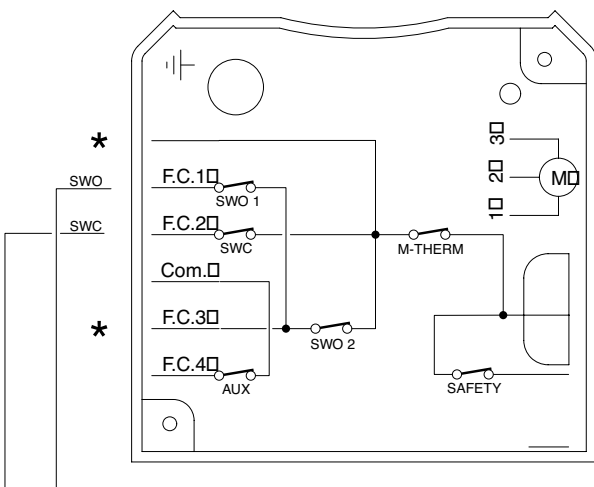 *
SWO
SWC
*
F.C.1□
SWO 1
F.C.2□
SWC
M-THERM
Com.□
F.C.3□
SWO 2
F.C.4□
AUX
SAFETY
3□
2□
1□
M□